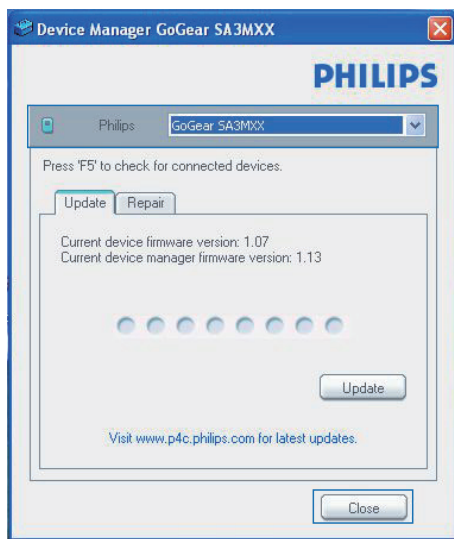 Device Manager GoGear SA3MXX
PHILIPS
Philips GoGear SA3MXX
Press 'F5' to check for connected devices.
Update Repair
Current device firmware version: 1.07
Current device manager firmware version: 1.13
Update
Visit www.p4c.philips.com for latest updates.
Close